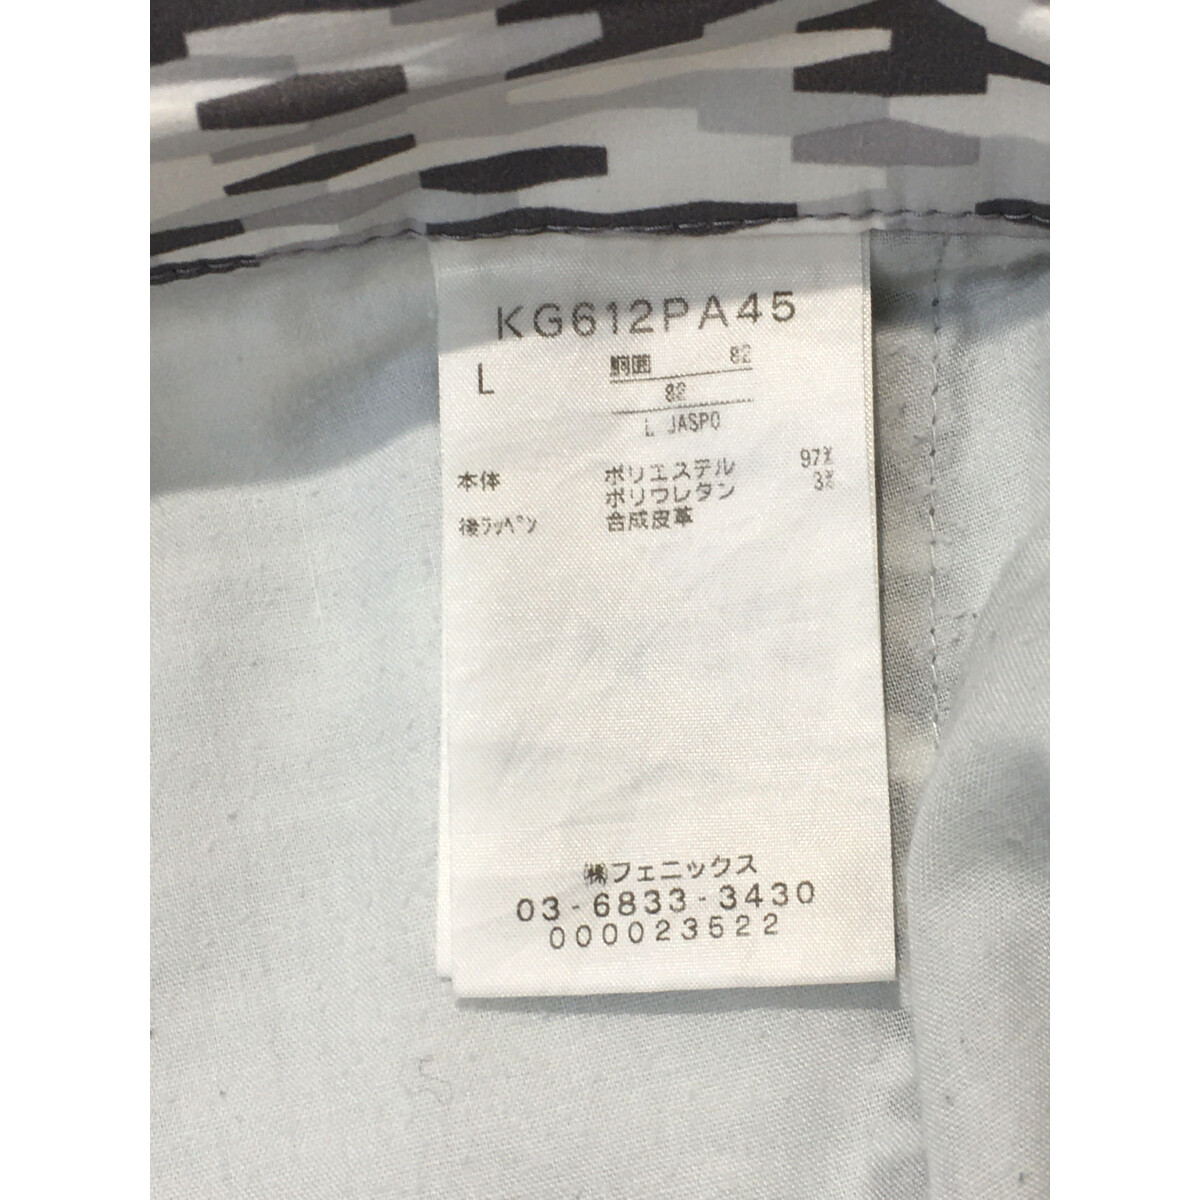 KG612PA45
L 胴囲 82
82
L JASPO
本体 ポリエステル 97%
ポリウレタン 3%
後ラッペン 合成皮革
㈱フェニックス
03-6833-3430
000023522